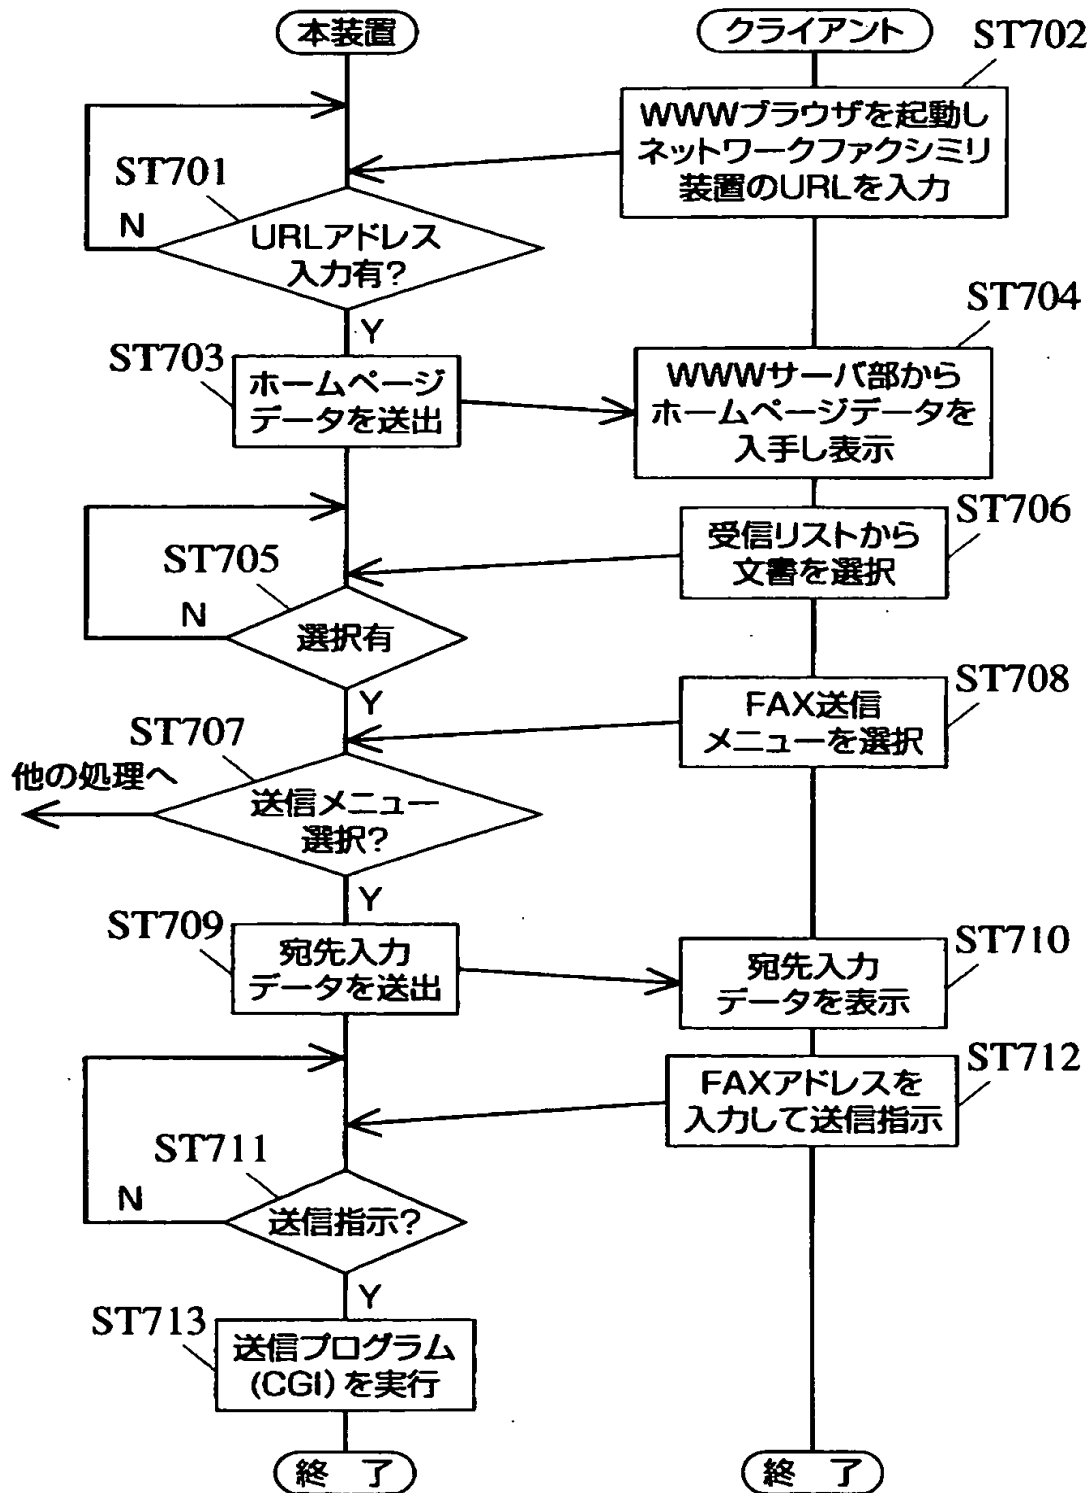 本装置
クライアント
ST702
WWWブラウザを起動し
ネットワークファクシミリ
装置のURLを入力
ST701
N
URLアドレス
入力有?
Y
ST704
ST703
ホームページ
データを送出
WWWサーバ部から
ホームページデータを
入手し表示
ST706
受信リストから
文書を選択
ST705
N
選択有
Y
ST708
FAX送信
メニューを選択
ST707
他の処理へ
送信メニュー
選択?
Y
ST709
宛先入力
データを送出
ST710
宛先入力
データを表示
ST712
FAXアドレスを
入力して送信指示
ST711
N
送信指示?
Y
ST713
送信プログラム
(CGI)を実行
終 了
終 了